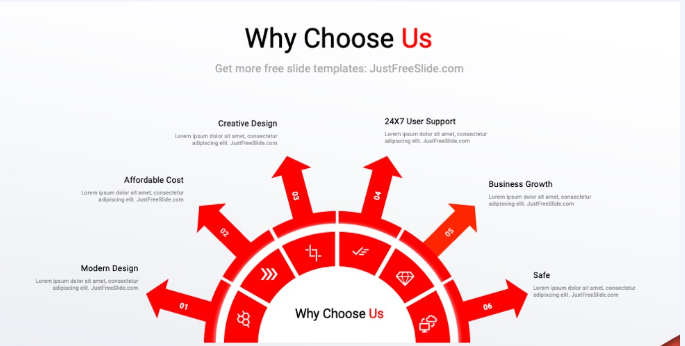 Why Choose Us
Get more free slide templates: JustFreeSlide.com
Creative Design
Lorem ipsum dolor sit amet, consectetur
adipiscing elit. JustFreeSlide.com
24X7 User Support
Lorem ipsum dolor sit amet, consectetur
adipiscing elit. JustFreeSlide.com
Affordable Cost
Lorem ipsum dolor sit amet, consectetur
adipiscing elit. JustFreeSlide.com
Business Growth
Lorem ipsum dolor sit amet, consectetur
adipiscing elit. JustFreeSlide.com
Modern Design
Lorem ipsum dolor sit amet, consectetur
adipiscing elit. JustFreeSlide.com
Safe
Lorem ipsum dolor sit amet, consectetur
adipiscing elit. JustFreeSlide.com
01
02
03
04
05
06
Why Choose Us